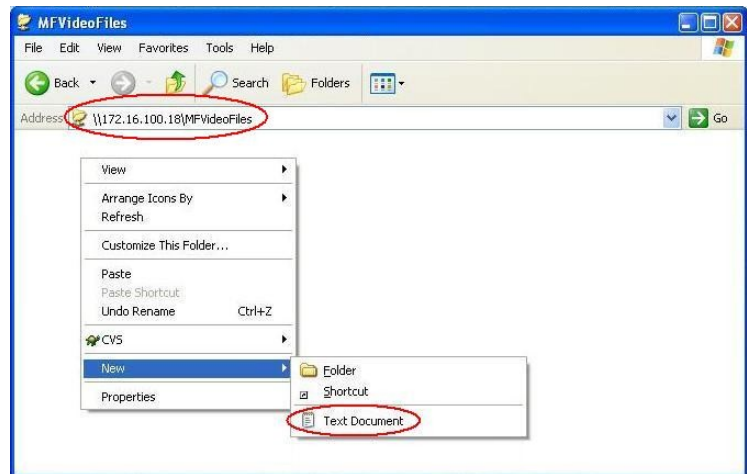 MFVideoFiles
File Edit View Favorites Tools Help
Back Search Folders
Address \\172.16.100.18\MFVideoFiles Go
View
Arrange Icons By
Refresh
Customize This Folder...
Paste
Paste Shortcut
Undo Rename Ctrl+Z
CVS
New
Properties
Folder
Shortcut
Text Document